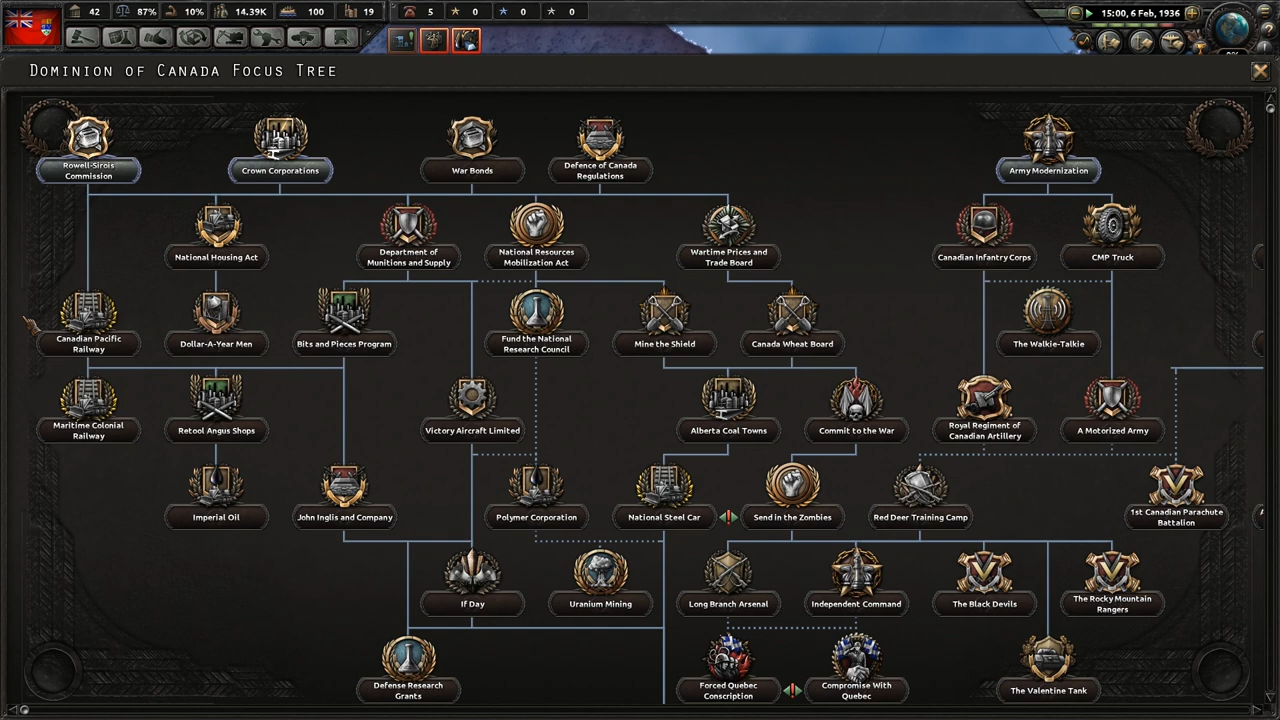 42 87% 10% 14.39K 100 19 5 0 0 0 15:00, 6 Feb, 1936
Dominion of Canada Focus Tree
Rowell-Sirois
Commission
Crown Corporations
War Bonds
Defence of Canada
Regulations
Army Modernization
National Housing Act
Department of
Munitions and Supply
National Resources
Mobilization Act
Wartime Prices and
Trade Board
Canadian Infantry Corps
CMP Truck
Canadian Pacific
Railway
Dollar-A-Year Men
Bits and Pieces Program
Fund the National
Research Council
Mine the Shield
Canada Wheat Board
The Walkie-Talkie
Maritime Colonial
Railway
Retool Angus Shops
Victory Aircraft Limited
Alberta Coal Towns
Commit to the War
Royal Regiment of
Canadian Artillery
A Motorized Army
Imperial Oil
John Inglis and Company
Polymer Corporation
National Steel Car
Send in the Zombies
Red Deer Training Camp
1st Canadian Parachute
Battalion
If Day
Uranium Mining
Long Branch Arsenal
Independent Command
The Black Devils
The Rocky Mountain
Rangers
Defense Research
Grants
Forced Quebec
Conscription
Compromise With
Quebec
The Valentine Tank